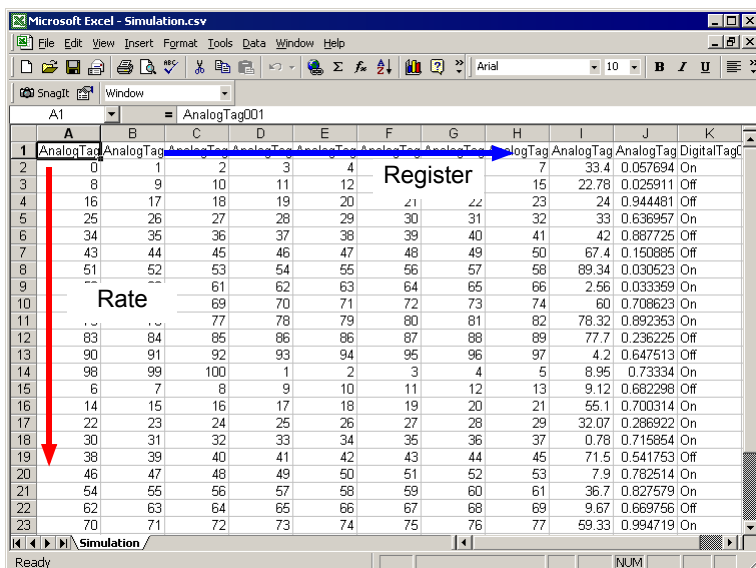 Microsoft Excel - Simulation.csv
File Edit View Insert Format Tools Data Window Help
Arial 10 B I U
SnagIt Window
A1 = AnalogTag001
A B C D E F G H I J K
1 AnalogTag AnalogTag AnalogTag AnalogTag AnalogTag AnalogTag AnalogTag AnalogTag AnalogTag AnalogTag DigitalTag0
Register
2 0 1 2 3 4 7 33.4 0.057694 On
3 8 9 10 11 12 15 22.78 0.025911 Off
4 16 17 18 19 20 21 22 23 24 0.944481 Off
5 25 26 27 28 29 30 31 32 33 0.636957 On
6 34 35 36 37 38 39 40 41 42 0.887725 Off
7 43 44 45 46 47 48 49 50 67.4 0.150885 Off
8 51 52 53 54 55 56 57 58 89.34 0.030523 On
9 61 62 63 64 65 66 2.56 0.033359 On
Rate
10 69 70 71 72 73 74 60 0.708623 On
11 77 78 79 80 81 82 78.32 0.892353 On
12 83 84 85 86 86 87 88 89 77.7 0.236225 Off
13 90 91 92 93 94 95 96 97 4.2 0.647513 Off
14 98 99 100 1 2 3 4 5 8.95 0.73334 On
15 6 7 8 9 10 11 12 13 9.12 0.682298 Off
16 14 15 16 17 18 19 20 21 55.1 0.700314 On
17 22 23 24 25 26 27 28 29 32.07 0.286922 On
18 30 31 32 33 34 35 36 37 0.78 0.715854 On
19 38 39 40 41 42 43 44 45 71.5 0.541753 Off
20 46 47 48 49 50 51 52 53 7.9 0.782514 On
21 54 55 56 57 58 59 60 61 36.7 0.827579 On
22 62 63 64 65 66 67 68 69 9.67 0.669756 Off
23 70 71 72 73 74 75 76 77 59.33 0.994719 On
Simulation
Ready NUM